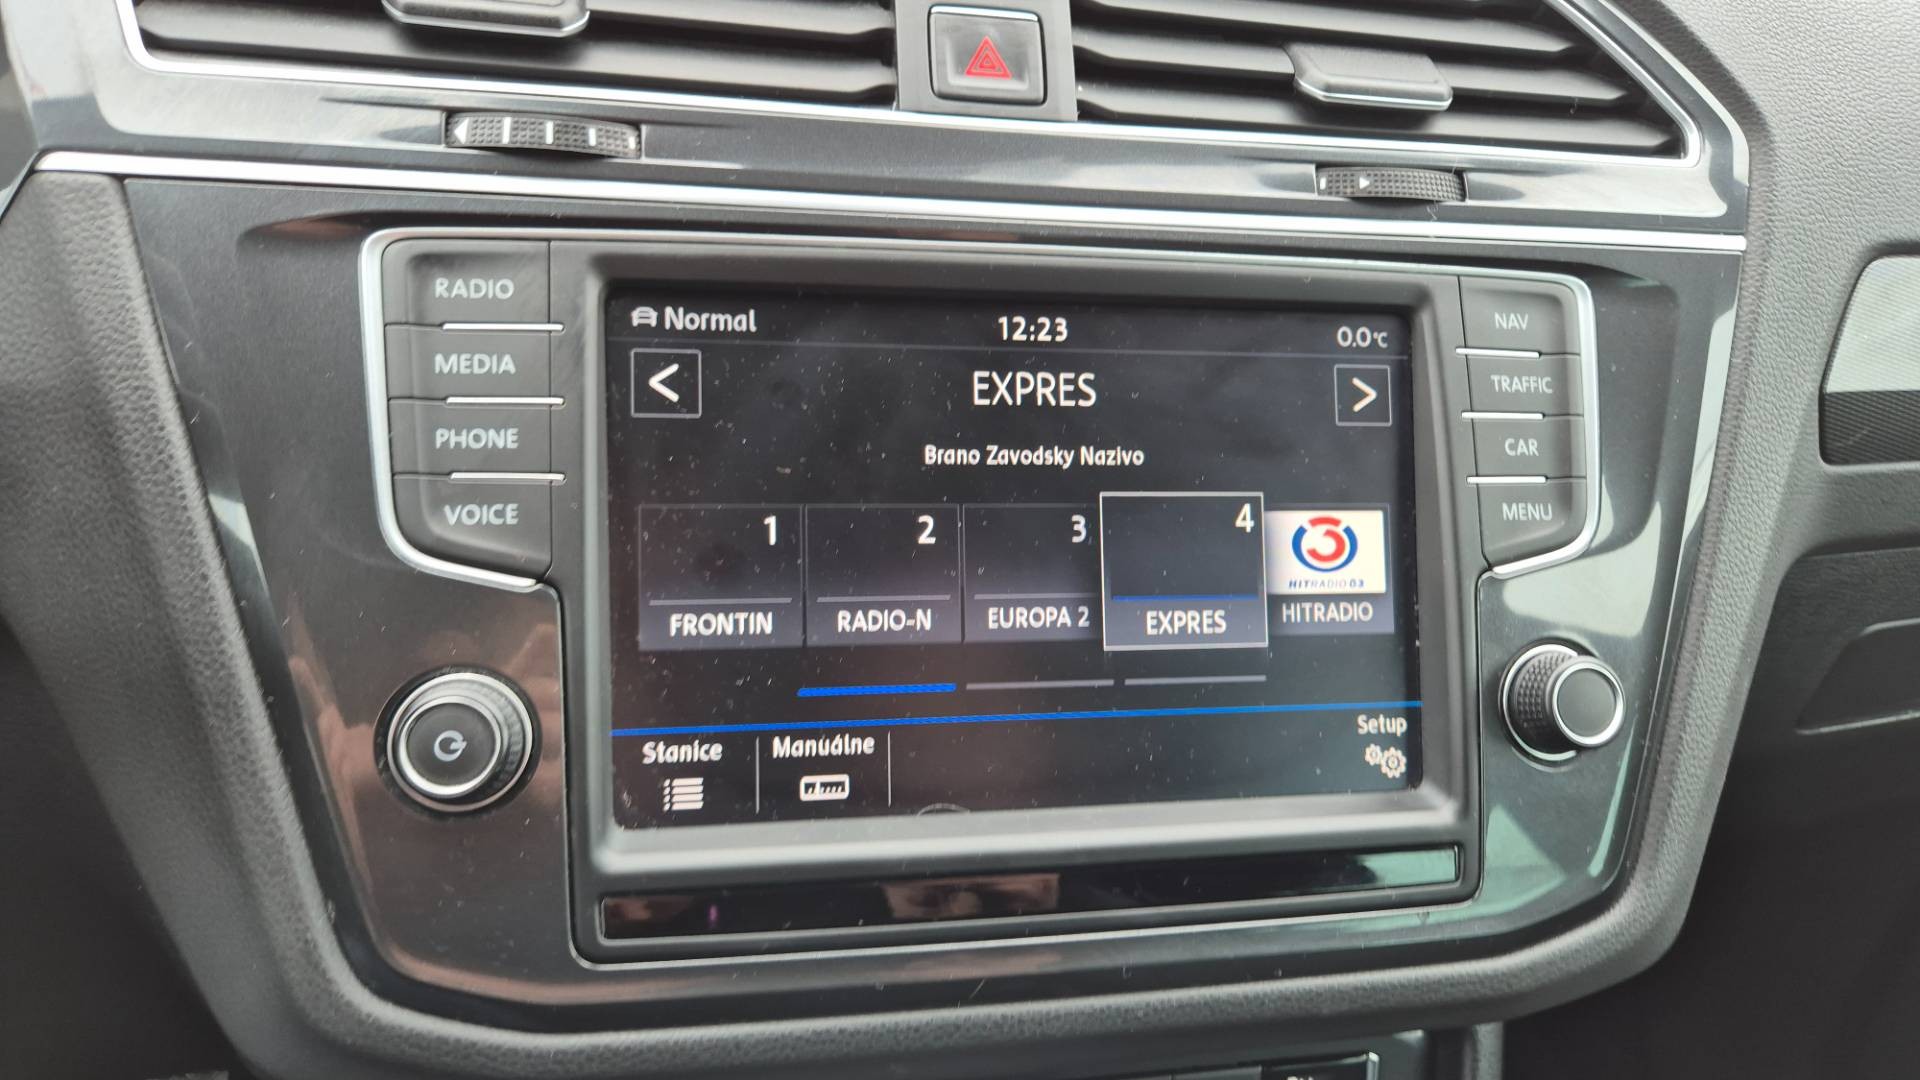 RADIO
MEDIA
PHONE
VOICE
Normal
12:23
0.0°C
<
EXPRES
>
Brano Zavodsky Nazivo
1
FRONTIN
2
RADIO-N
3
EUROPA 2
4
EXPRES
3
HITRADIO Ö3
HITRADIO
Stanice
Manuálne
Setup
NAV
TRAFFIC
CAR
MENU